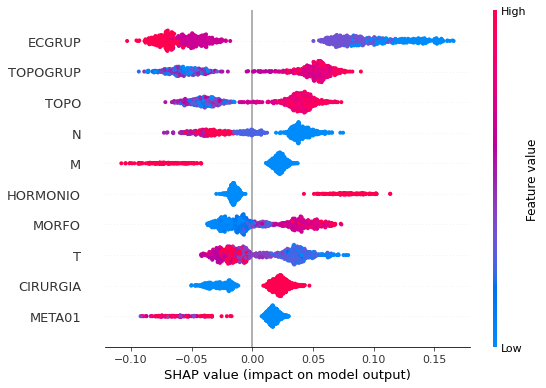 High
ECGRUP
TOPOGRUP
TOPO
N
M
HORMONIO
MORFO
T
CIRURGIA
META01
Feature value
Low
−0.10 −0.05 0.00 0.05 0.10 0.15
SHAP value (impact on model output)